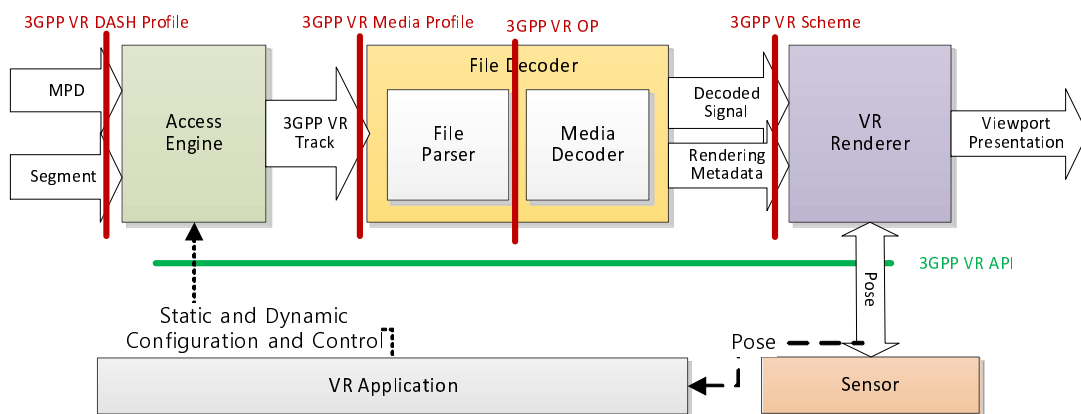 3GPP VR DASH Profile
3GPP VR Media Profile
3GPP VR OP
3GPP VR Scheme
File Decoder
MPD
Segment
Access
Engine
3GPP VR
Track
File
Parser
Media
Decoder
Decoded
Signal
Rendering
Metadata
VR
Renderer
Viewport
Presentation
3GPP VR API
Pose
Static and Dynamic
Configuration and Control
Pose
VR Application
Sensor